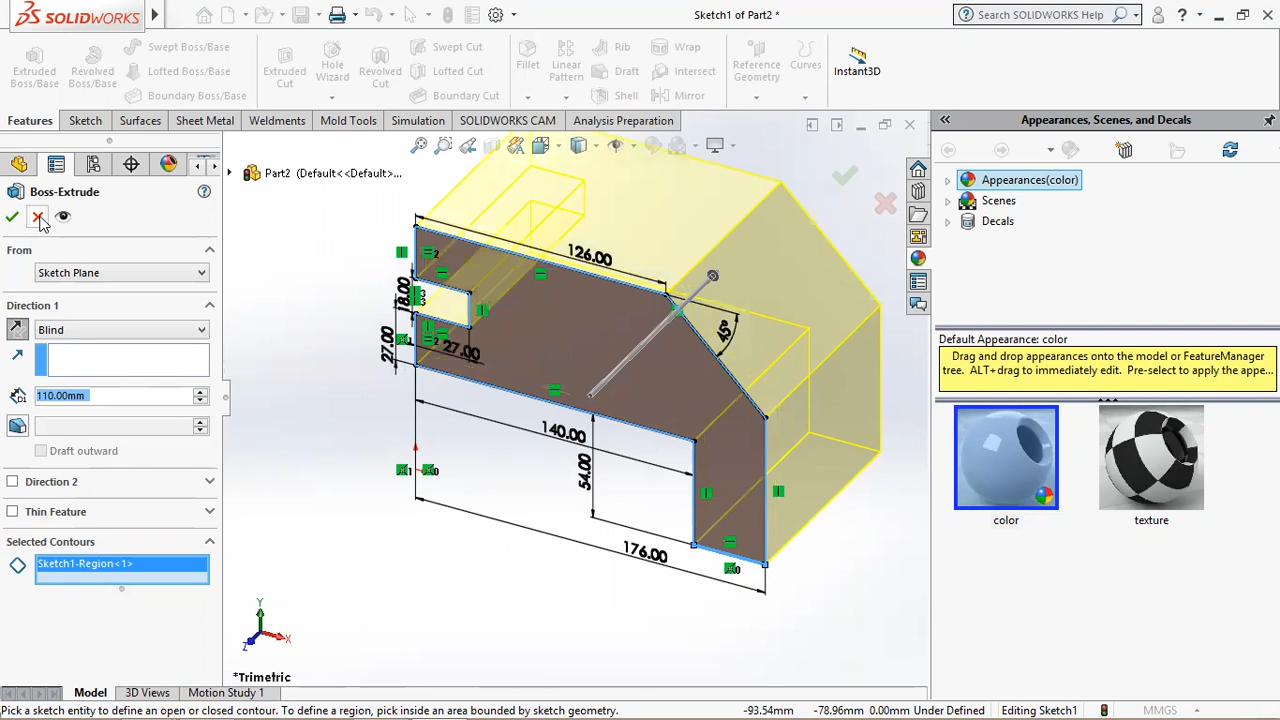 SOLIDWORKS
Sketch1 of Part2 *
Search SOLIDWORKS Help
?
Extruded Boss/Base
Revolved Boss/Base
Swept Boss/Base
Lofted Boss/Base
Boundary Boss/Base
Extruded Cut
Hole Wizard
Revolved Cut
Swept Cut
Lofted Cut
Boundary Cut
Fillet
Linear Pattern
Rib
Draft
Shell
Wrap
Intersect
Mirror
Reference Geometry
Curves
Instant3D
Features
Sketch
Surfaces
Sheet Metal
Weldments
Mold Tools
Simulation
SOLIDWORKS CAM
Analysis Preparation
Appearances, Scenes, and Decals
Boss-Extrude
From
Sketch Plane
Direction 1
Blind
110.00mm
Draft outward
Direction 2
Thin Feature
Selected Contours
Sketch1-Region<1>
Part2 (Default<<Default>...
126.00
45°
18.00
27.00
27.00
140.00
54.00
176.00
Y
X
Z
*Trimetric
Appearances(color)
Scenes
Decals
Default Appearance: color
Drag and drop appearances onto the model or FeatureManager
tree. ALT+drag to immediately edit. Pre-select to apply the appe...
color
texture
Model
3D Views
Motion Study 1
Pick a sketch entity to define an open or closed contour. To define a region, pick inside an area bounded by sketch geometry.
-93.54mm
-78.96mm
0.00mm
Under Defined
Editing Sketch1
MMGS